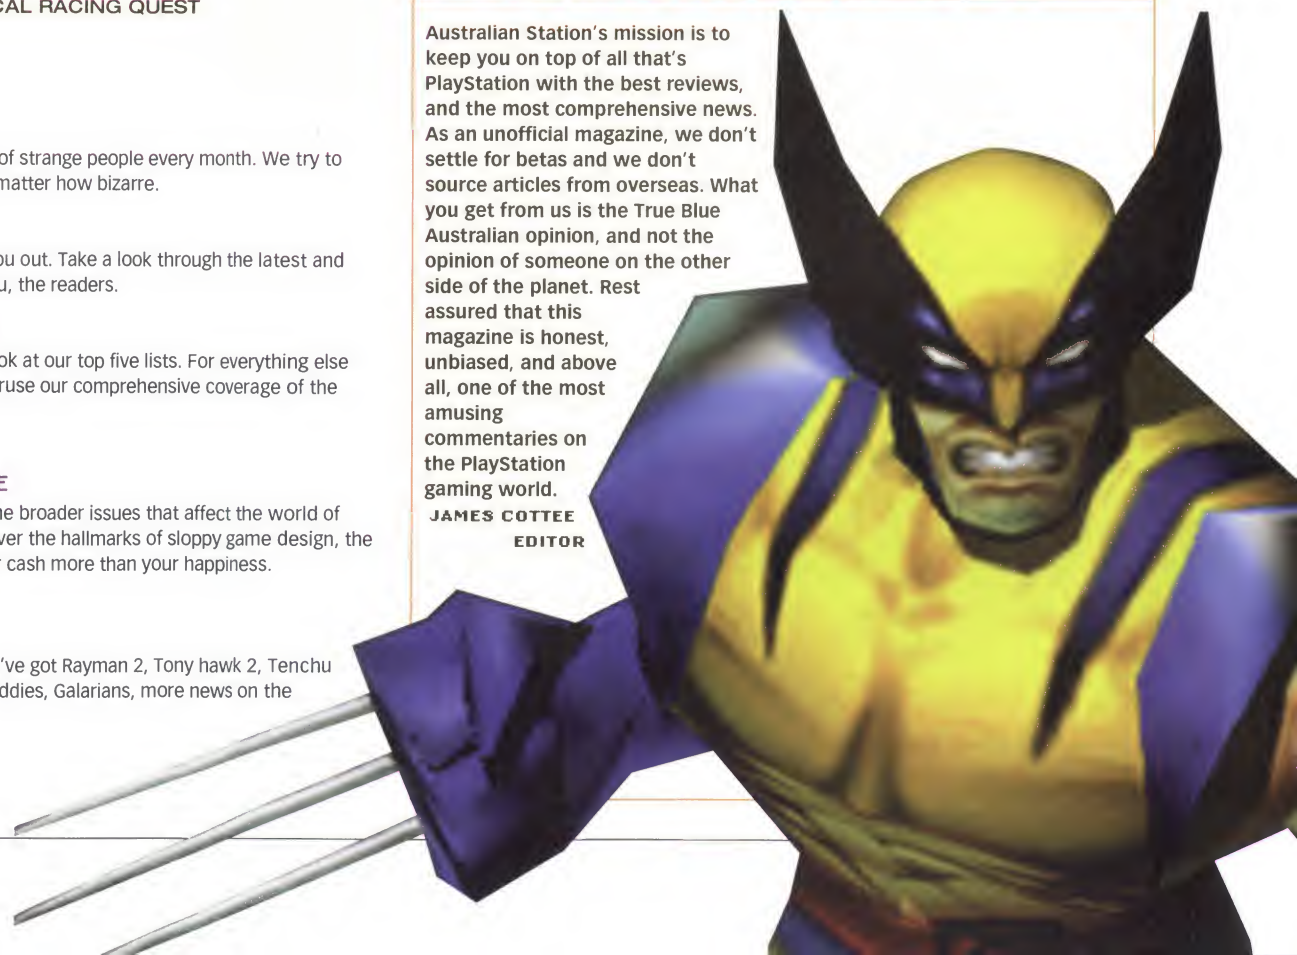 CAL RACING QUEST
of strange people every month. We try to
matter how bizarre.
ou out. Take a look through the latest and
u, the readers.
ok at our top five lists. For everything else
ruse our comprehensive coverage of the
E
ne broader issues that affect the world of
ver the hallmarks of sloppy game design, the
r cash more than your happiness.
've got Rayman 2, Tony hawk 2, Tenchu
ddies, Galarians, more news on the
Australian Station's mission is to
keep you on top of all that's
PlayStation with the best reviews,
and the most comprehensive news.
As an unofficial magazine, we don't
settle for betas and we don't
source articles from overseas. What
you get from us is the True Blue
Australian opinion, and not the
opinion of someone on the other
side of the planet. Rest
assured that this
magazine is honest,
unbiased, and above
all, one of the most
amusing
commentaries on
the PlayStation
gaming world.
JAMES COTTEE
EDITOR